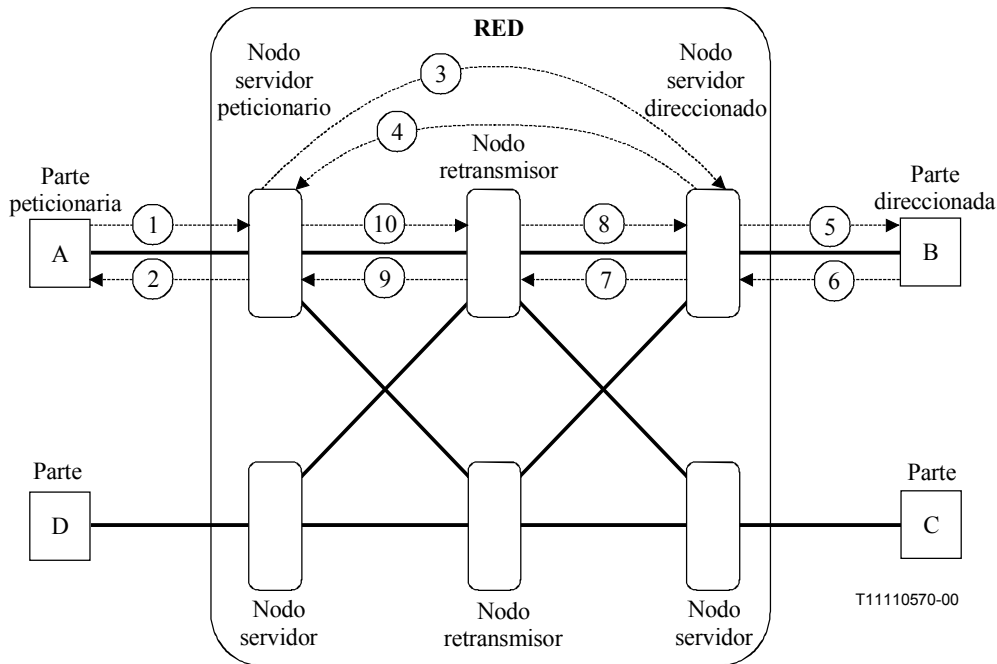 RED
Nodo
servidor
peticionario
3
Nodo
servidor
direccionado
4
Nodo
retransmisor
Parte
peticionaria
Parte
direccionada
1
10
8
5
A
B
2
9
7
6
Parte
D
Parte
C
Nodo
servidor
Nodo
retransmisor
Nodo
servidor
T11110570-00